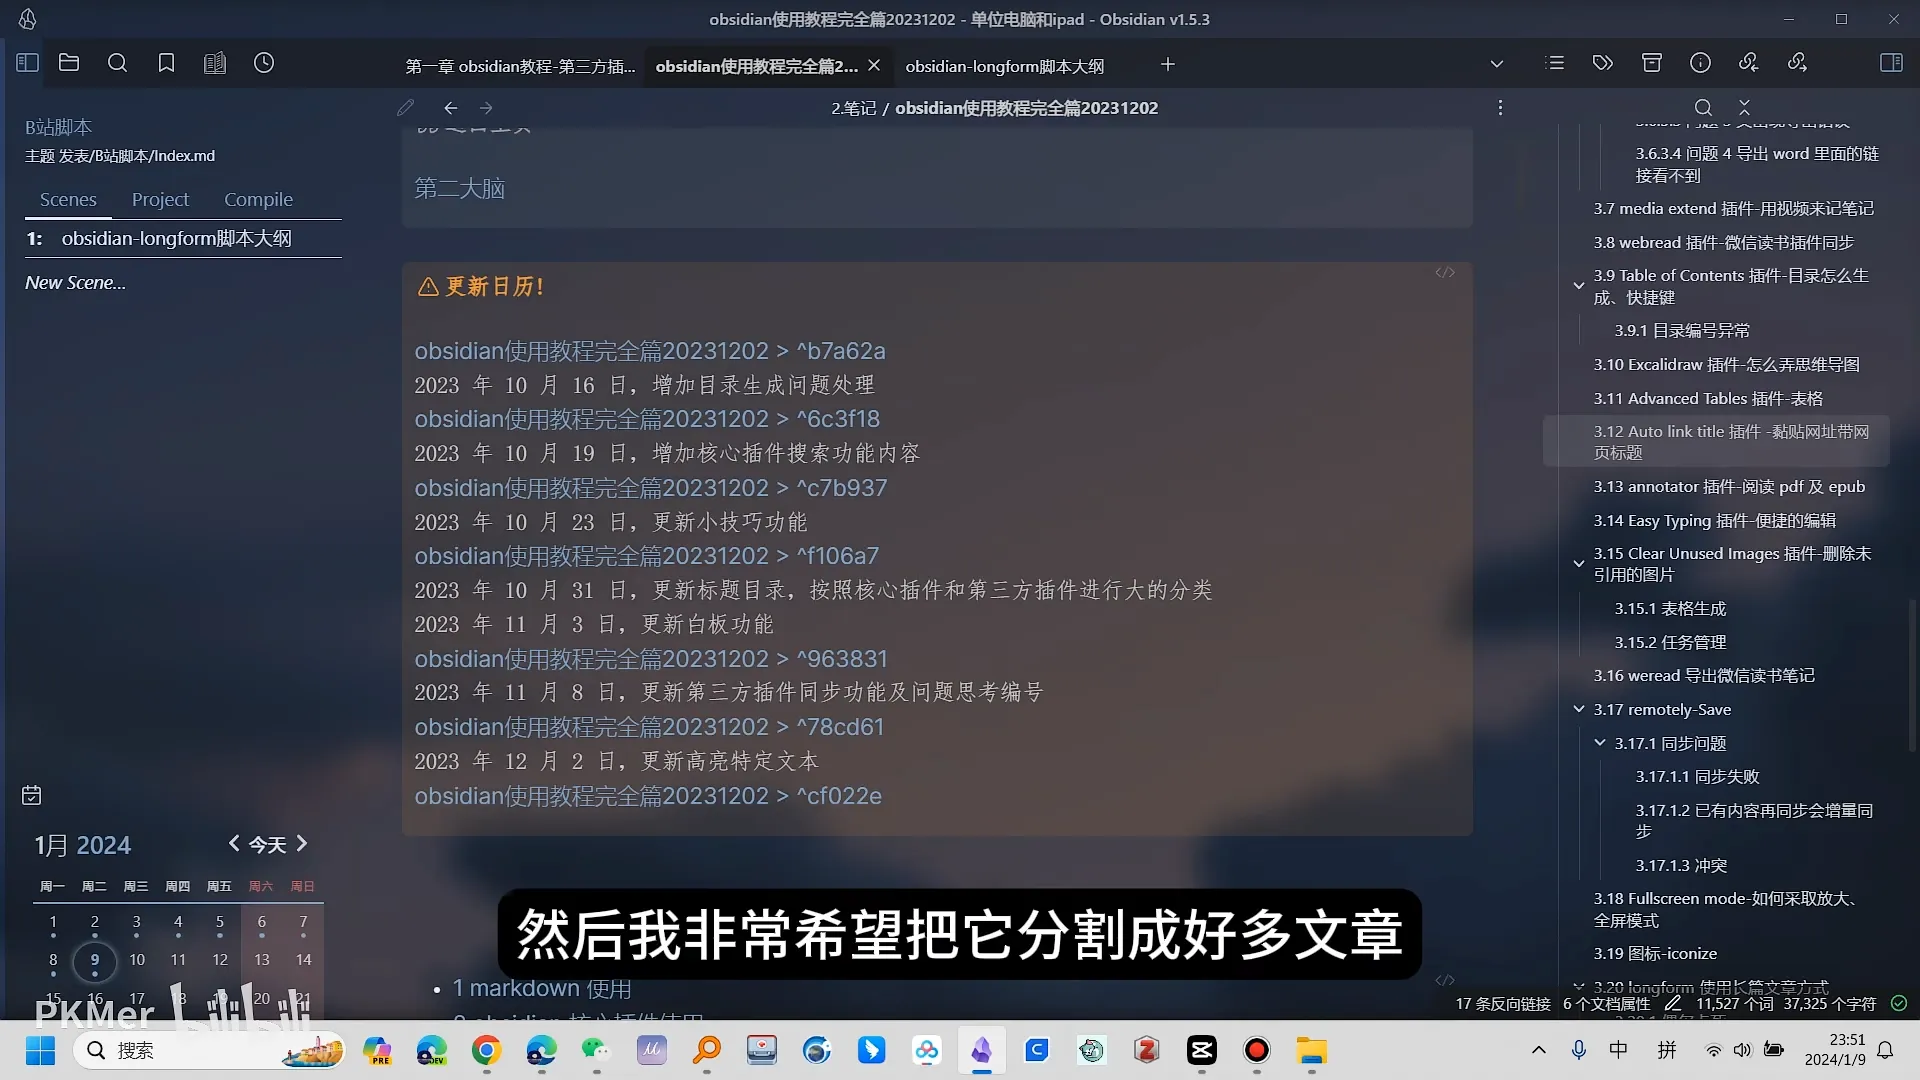 obsidian使用教程完全篇20231202 - 单位电脑和ipad - Obsidian v1.5.3
第一章 obsidian教程-第三方插...
obsidian使用教程完全篇2...
obsidian-longform脚本大纲
2.笔记 / obsidian使用教程完全篇20231202
B站脚本
主题 发表/B站脚本/Index.md
Scenes Project Compile
1: obsidian-longform脚本大纲
New Scene...
1月 2024
今天
周一 周二 周三 周四 周五 周六 周日
1 2 3 4 5 6 7
8 9 10 11 12 13 14
15 16 17 18 19 20 21
PKMer bilibili
第二大脑
更新日历！
obsidian使用教程完全篇20231202 > ^b7a62a
2023 年 10 月 16 日，增加目录生成问题处理
obsidian使用教程完全篇20231202 > ^6c3f18
2023 年 10 月 19 日，增加核心插件搜索功能内容
obsidian使用教程完全篇20231202 > ^c7b937
2023 年 10 月 23 日，更新小技巧功能
obsidian使用教程完全篇20231202 > ^f106a7
2023 年 10 月 31 日，更新标题目录，按照核心插件和第三方插件进行大的分类
2023 年 11 月 3 日，更新白板功能
obsidian使用教程完全篇20231202 > ^963831
2023 年 11 月 8 日，更新第三方插件同步功能及问题思考编号
obsidian使用教程完全篇20231202 > ^78cd61
2023 年 12 月 2 日，更新高亮特定文本
obsidian使用教程完全篇20231202 > ^cf022e
然后我非常希望把它分割成好多文章
1 markdown 使用
3.6.3.4 问题 4 导出 word 里面的链
接看不到
3.7 media extend 插件-用视频来记笔记
3.8 webread 插件-微信读书插件同步
3.9 Table of Contents 插件-目录怎么生
成、快捷键
3.9.1 目录编号异常
3.10 Excalidraw 插件-怎么弄思维导图
3.11 Advanced Tables 插件-表格
3.12 Auto link title 插件 -黏贴网址带网
页标题
3.13 annotator 插件-阅读 pdf 及 epub
3.14 Easy Typing 插件-便捷的编辑
3.15 Clear Unused Images 插件-删除未
引用的图片
3.15.1 表格生成
3.15.2 任务管理
3.16 weread 导出微信读书笔记
3.17 remotely-Save
3.17.1 同步问题
3.17.1.1 同步失败
3.17.1.2 已有内容再同步会增量同
步
3.17.1.3 冲突
3.18 Fullscreen mode-如何采取放大、
全屏模式
3.19 图标-iconize
3.20 longform 使用长篇文章方式
17 条反向链接 6 个文档属性 11,527 个词 37,325 个字符
搜索
PRE
DEV
中
拼
23:51
2024/1/9